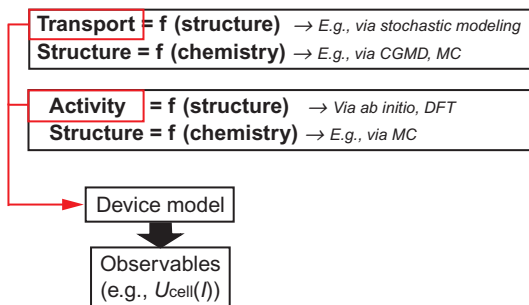 Transport = f (structure) → E.g., via stochastic modeling
Structure = f (chemistry) → E.g., via CGMD, MC
Activity = f (structure) → Via ab initio, DFT
Structure = f (chemistry) → E.g., via MC
Device model
Observables
(e.g., Ucell(I))